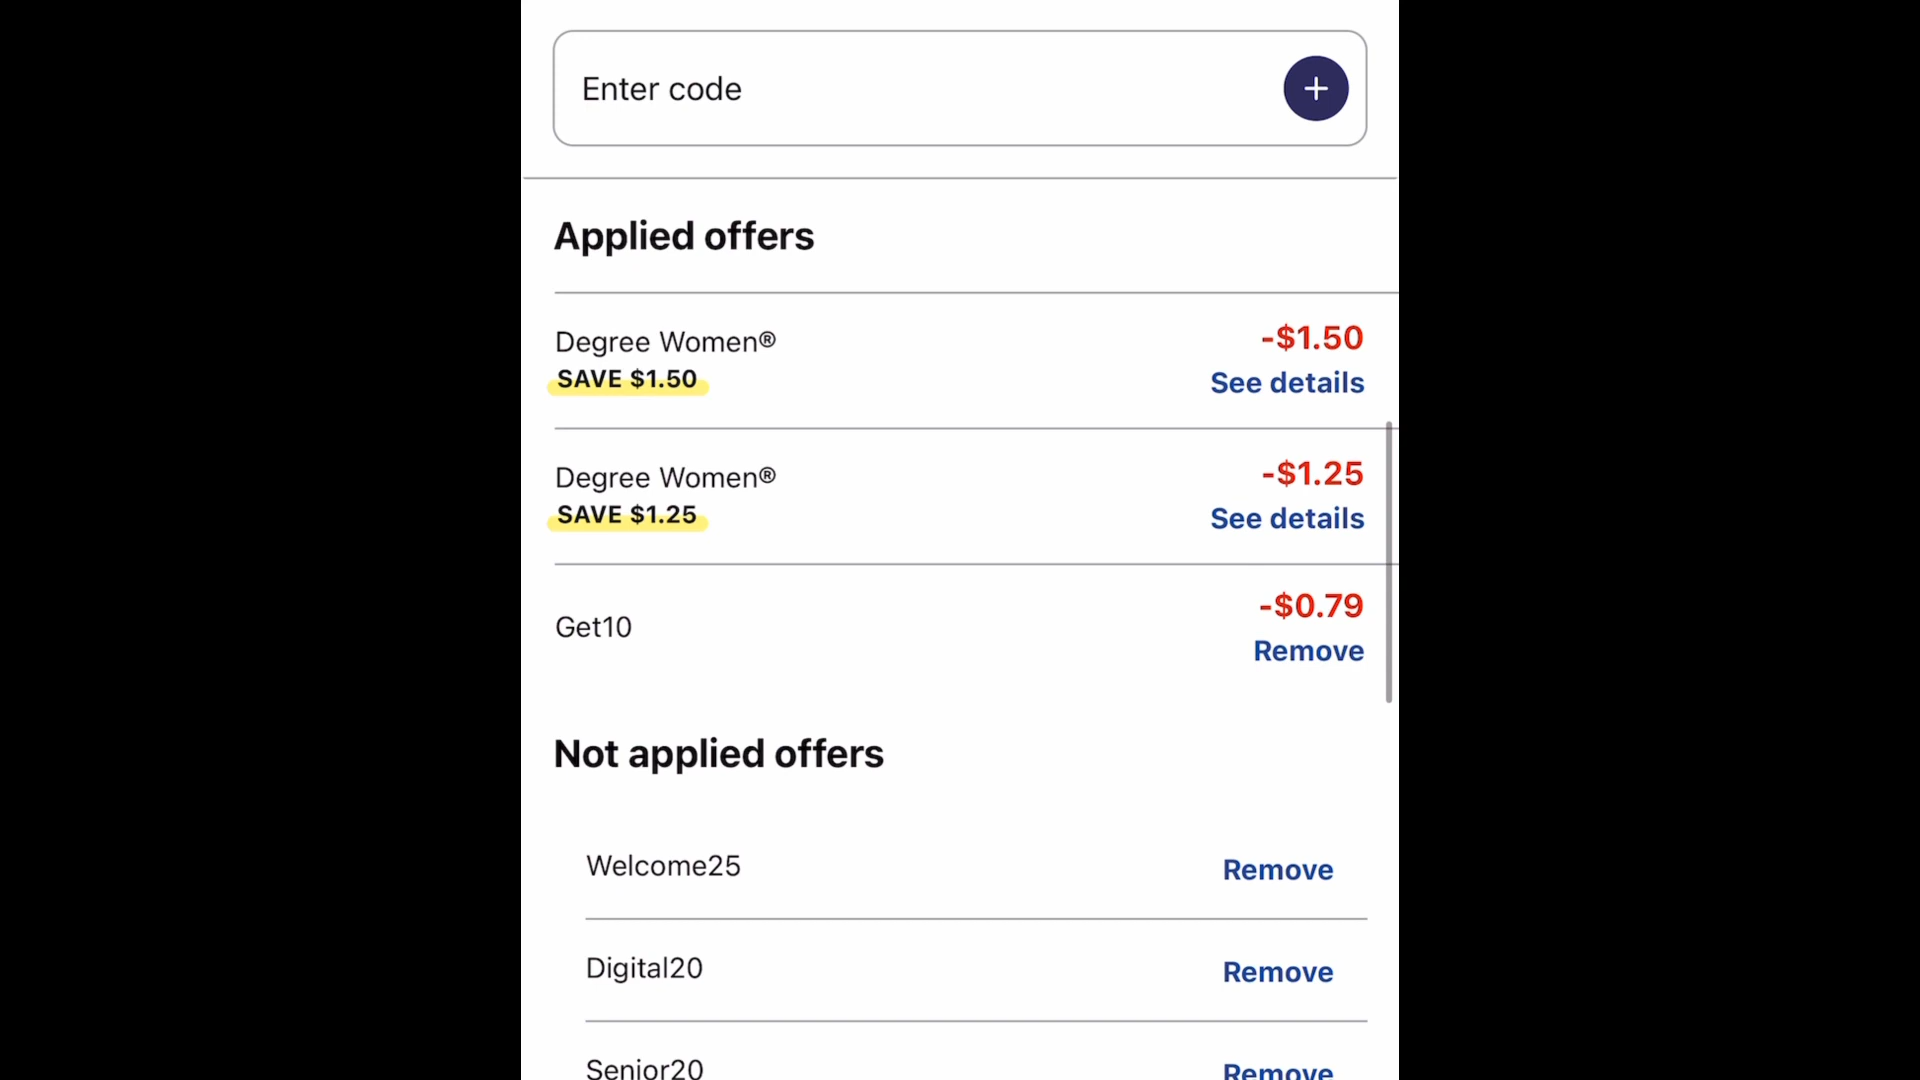 Enter code
+
Applied offers
Degree Women®
SAVE $1.50
-$1.50
See details
Degree Women®
SAVE $1.25
-$1.25
See details
Get10
-$0.79
Remove
Not applied offers
Welcome25
Remove
Digital20
Remove
Senior20
Remove